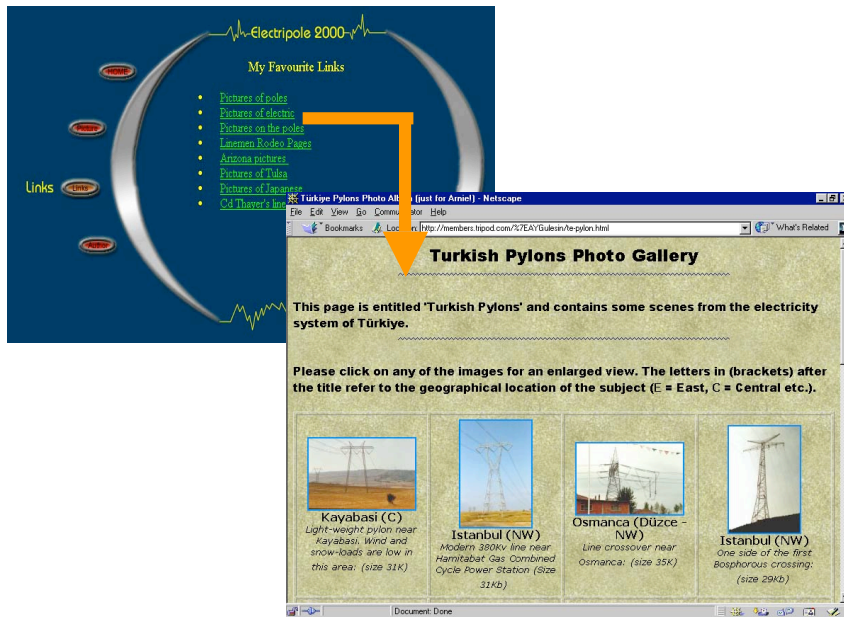 Electripole 2000
My Favourite Links
HOME
Picture
Links
Links
Author
Pictures of poles
Pictures of electric
Pictures on the poles
Linemen Rodeo Pages
Arizona pictures
Pictures of Tulsa
Pictures of Japanese
Cd Thayer's line
Türkiye Pylons Photo Album (just for Arnie!) - Netscape
File Edit View Go Communicator Help
Bookmarks http://members.tripod.com/%7EAYGulesin/te-pylon.html What's Related
Turkish Pylons Photo Gallery
This page is entitled 'Turkish Pylons' and contains some scenes from the electricity
system of Türkiye.
Please click on any of the images for an enlarged view. The letters in (brackets) after
the title refer to the geographical location of the subject (E = East, C = Central etc.).
Kayabasi (C)
Light-weight pylon near
Kayabasi. Wind and
snow-loads are low in
this area: (size 31K)
Istanbul (NW)
Modern 380Kv line near
Hamitabat Gas Combined
Cycle Power Station (Size
31Kb)
Osmanca (Düzce -
NW)
Line crossover near
Osmanca: (size 35K)
Istanbul (NW)
One side of the first
Bosphorous crossing:
(size 29Kb)
Document: Done